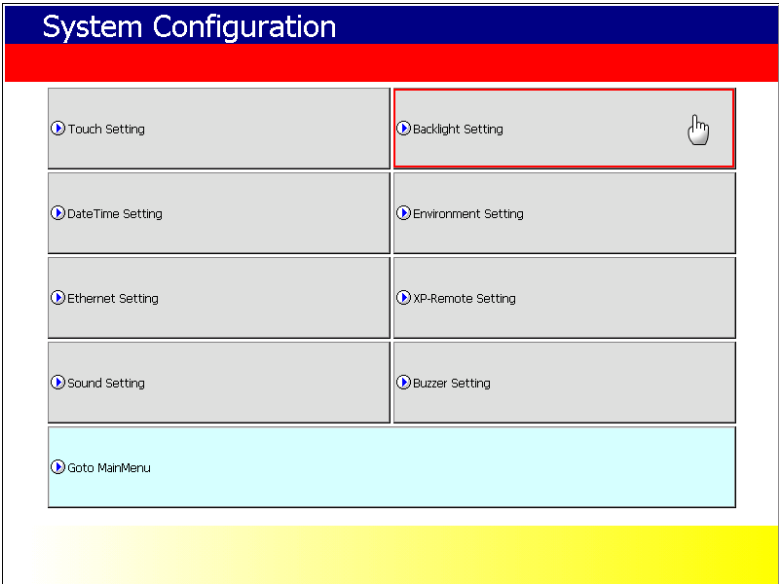 System Configuration
Touch Setting
Backlight Setting
DateTime Setting
Environment Setting
Ethernet Setting
XP-Remote Setting
Sound Setting
Buzzer Setting
Goto MainMenu